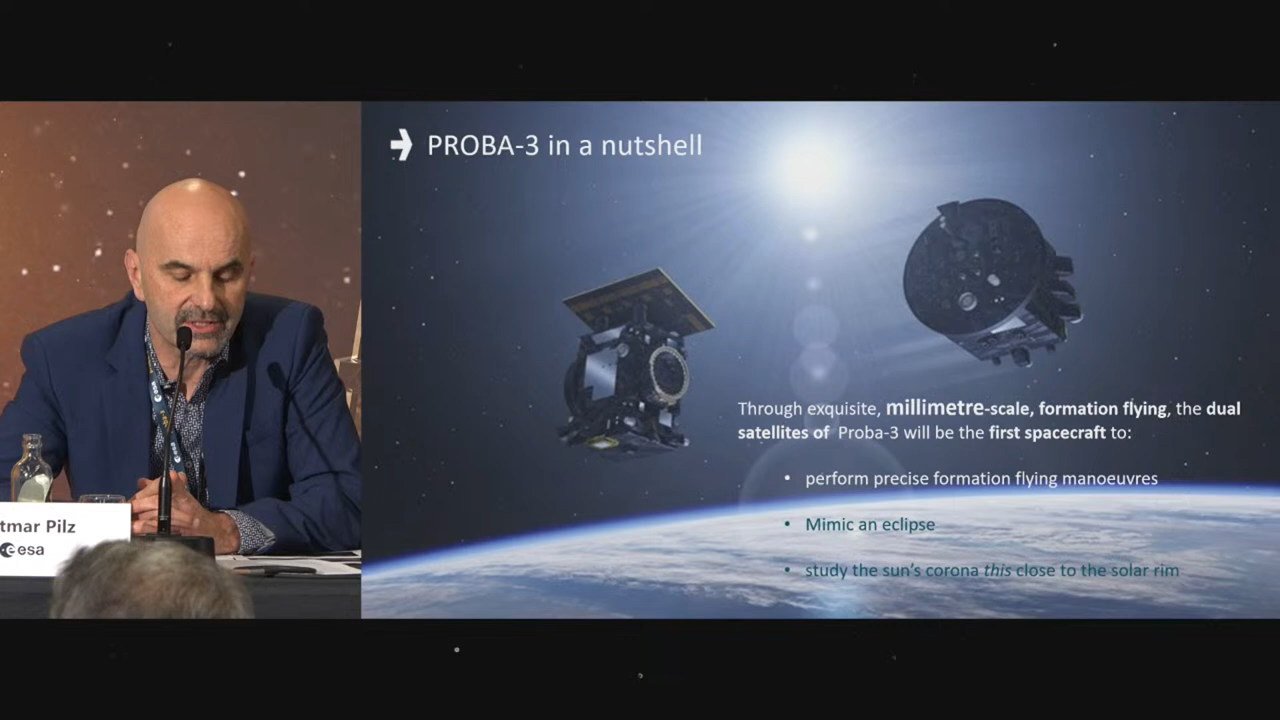 PROBA-3 in a nutshell
Through exquisite, millimetre-scale, formation flying, the dual
satellites of Proba-3 will be the first spacecraft to:
• perform precise formation flying manoeuvres
• Mimic an eclipse
• study the sun's corona this close to the solar rim
tmar Pilz
esa